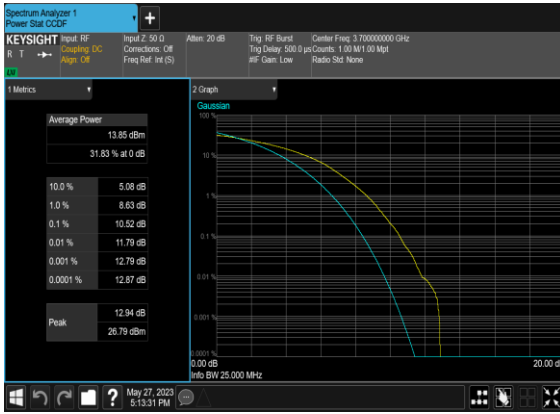 Spectrum Analyzer 1
Power Stat CCDF
+
KEYSIGHT
R T
LV
Input: RF
Coupling: DC
Align: Off
Input Z: 50 Ω
Corrections: Off
Freq Ref: Int (S)
Atten: 20 dB
Trig: RF Burst
Trig Delay: 500.0 µs
#IF Gain: Low
Center Freq: 3.700000000 GHz
Counts: 1.00 M/1.00 Mpt
Radio Std: None
1 Metrics
Average Power
13.85 dBm
31.83 % at 0 dB
10.0 % 5.08 dB
1.0 % 8.63 dB
0.1 % 10.52 dB
0.01 % 11.79 dB
0.001 % 12.79 dB
0.0001 % 12.87 dB
Peak
12.94 dB
26.79 dBm
2 Graph
Gaussian
100 %
10 %
1 %
0.1 %
0.01 %
0.001 %
0.0001 %
0.00 dB
20.00 dB
Info BW 25.000 MHz
?
May 27, 2023
5:13:31 PM